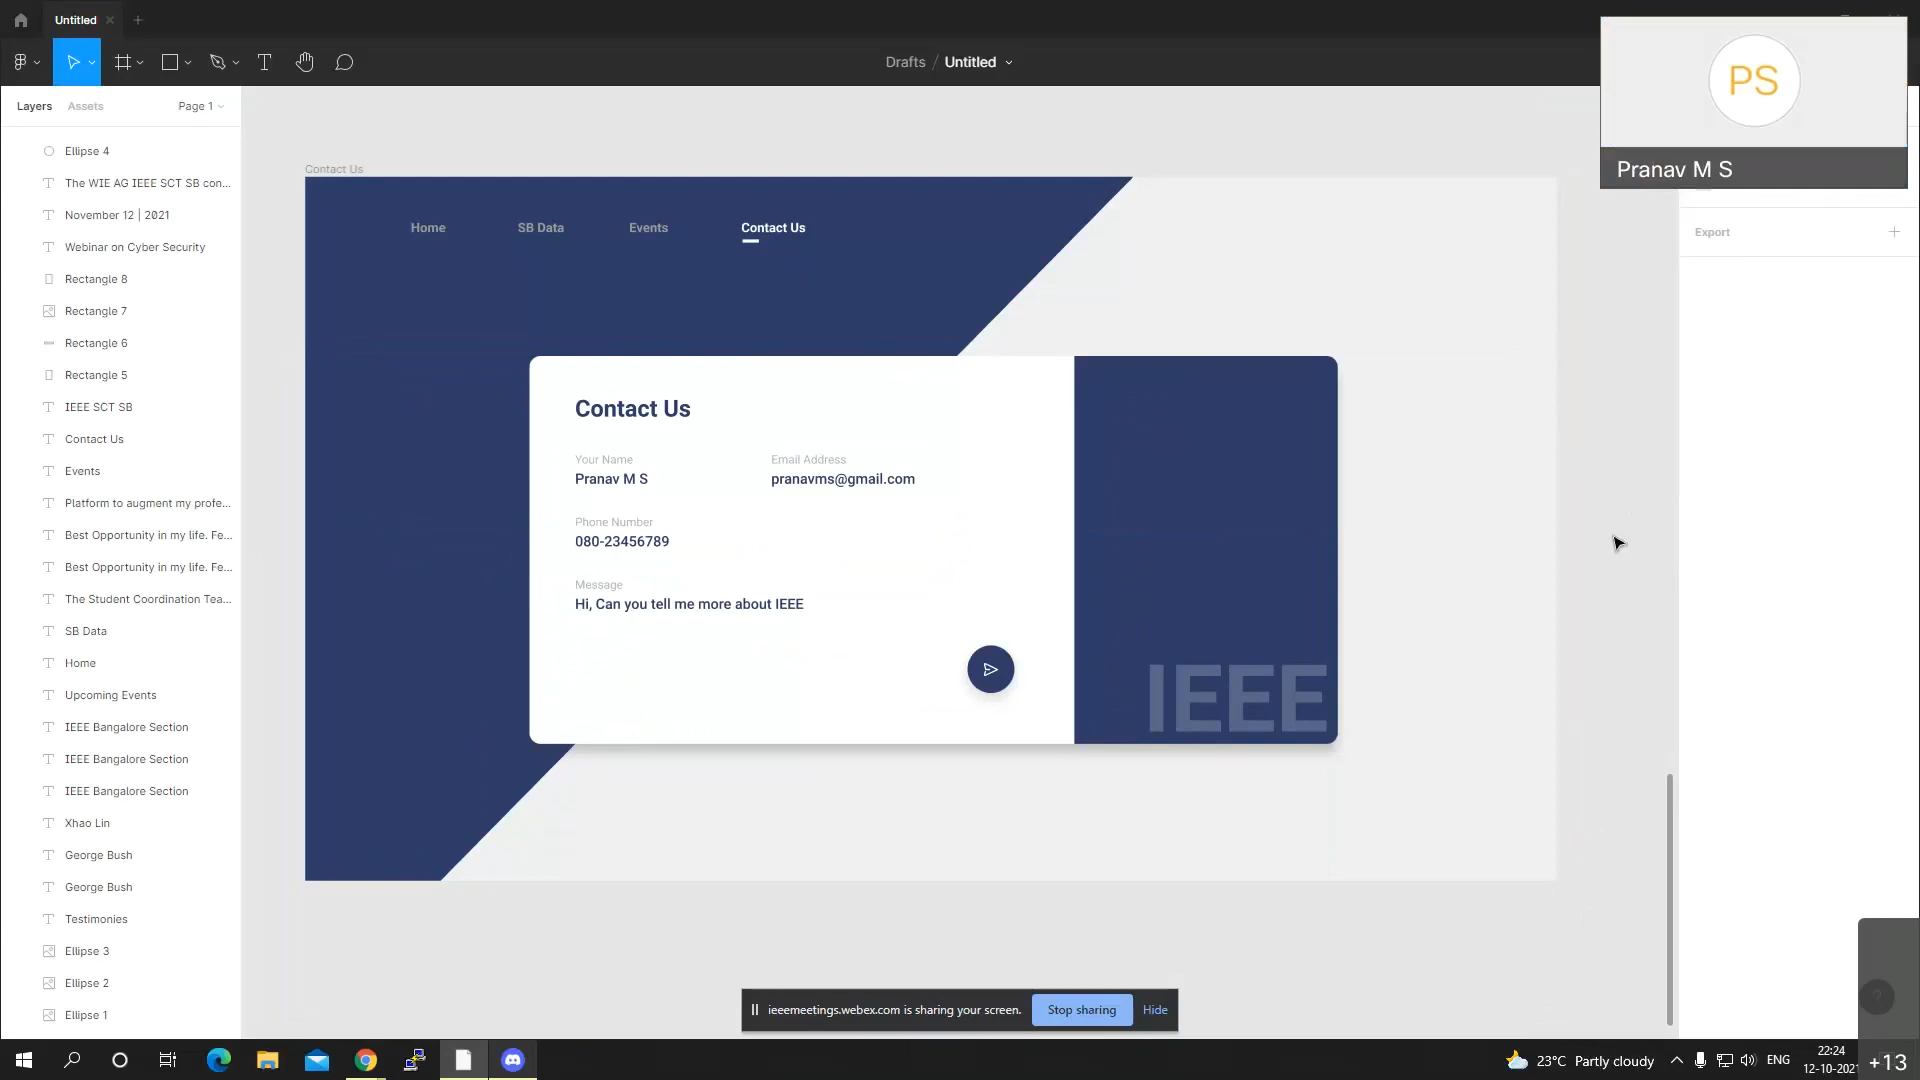 Untitled
Drafts / Untitled
PS
Pranav M S
Layers
Assets
Page 1
Export
Ellipse 4
The WIE AG IEEE SCT SB con...
November 12 | 2021
Webinar on Cyber Security
Rectangle 8
Rectangle 7
Rectangle 6
Rectangle 5
IEEE SCT SB
Contact Us
Events
Platform to augment my profe...
Best Opportunity in my life. Fe...
Best Opportunity in my life. Fe...
The Student Coordination Tea...
SB Data
Home
Upcoming Events
IEEE Bangalore Section
IEEE Bangalore Section
IEEE Bangalore Section
Xhao Lin
George Bush
George Bush
Testimonies
Ellipse 3
Ellipse 2
Ellipse 1
Contact Us
Home
SB Data
Events
Contact Us
Contact Us
Your Name
Pranav M S
Email Address
pranavms@gmail.com
Phone Number
080-23456789
Message
Hi, Can you tell me more about IEEE
IEEE
ieeemeetings.webex.com is sharing your screen.
Stop sharing
Hide
?
23°C Partly cloudy
ENG
22:24
12-10-2021
+13